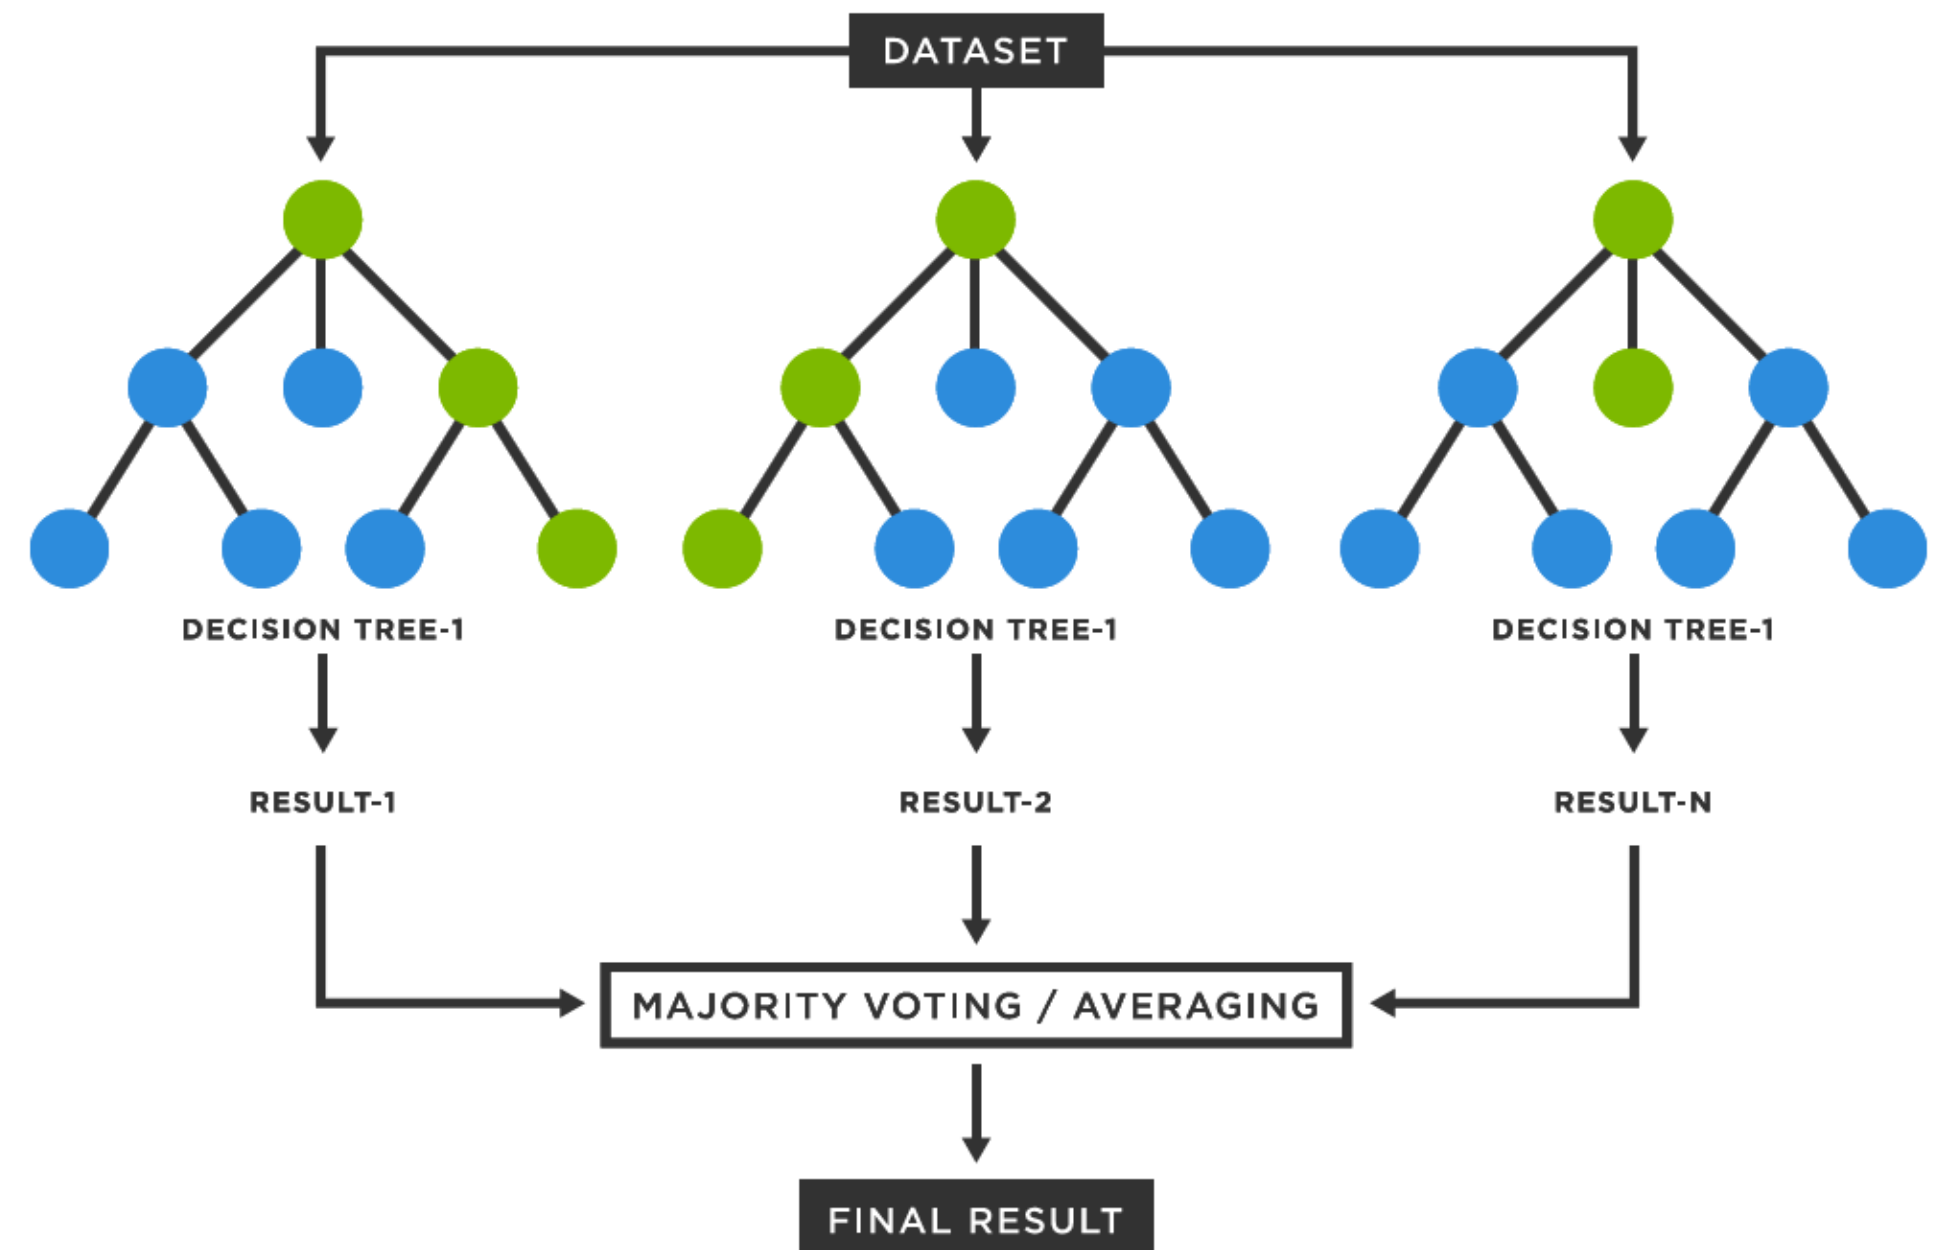 DATASET
DECISION TREE-1
DECISION TREE-1
DECISION TREE-1
RESULT-1
RESULT-2
RESULT-N
MAJORITY VOTING / AVERAGING
FINAL RESULT